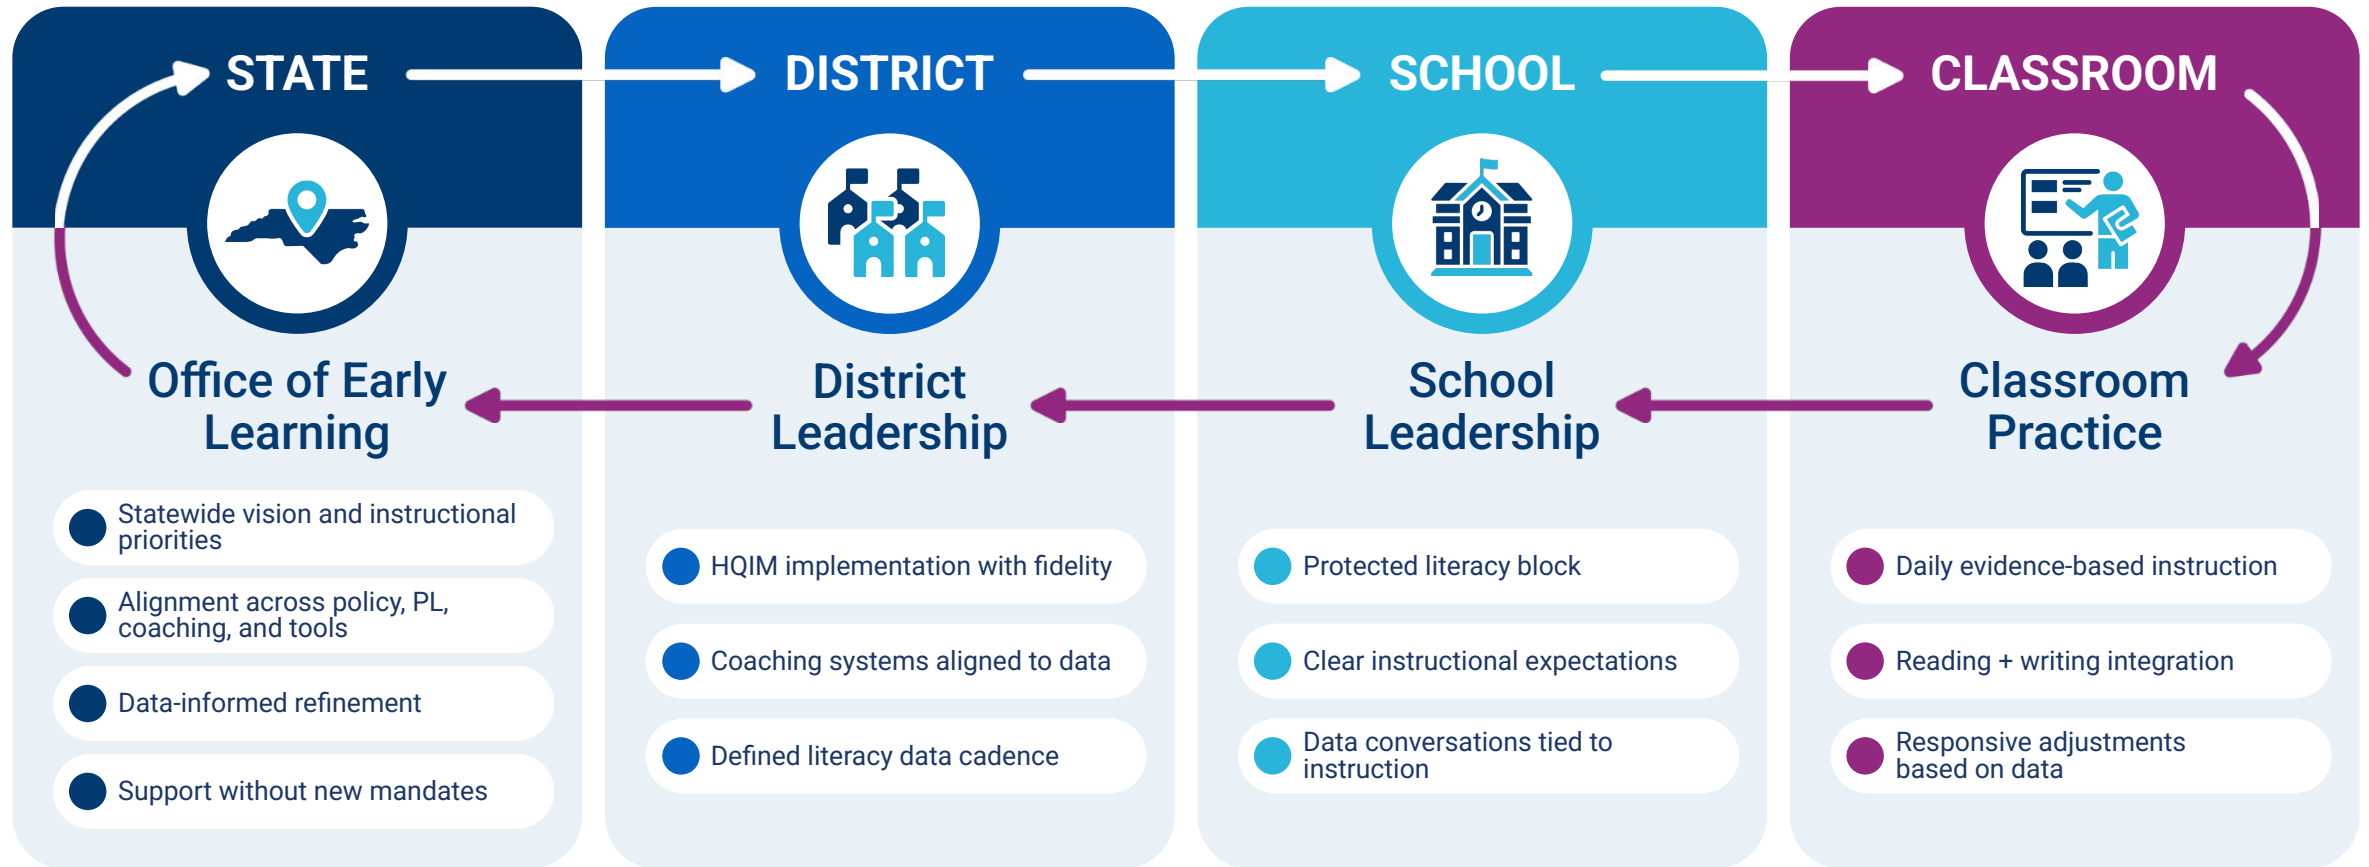 STATE
Office of Early
Learning
Statewide vision and instructional
priorities
Alignment across policy, PL,
coaching, and tools
Data-informed refinement
Support without new mandates
DISTRICT
District
Leadership
HQIM implementation with fidelity
Coaching systems aligned to data
Defined literacy data cadence
SCHOOL
School
Leadership
Protected literacy block
Clear instructional expectations
Data conversations tied to
instruction
CLASSROOM
Classroom
Practice
Daily evidence-based instruction
Reading + writing integration
Responsive adjustments
based on data